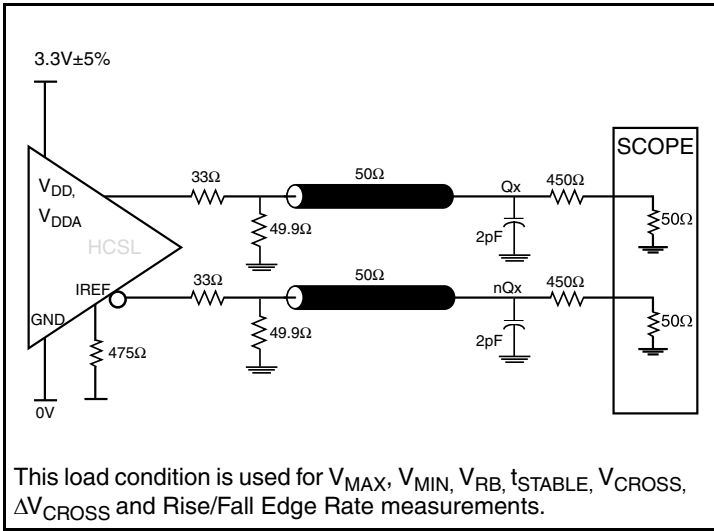 3.3V±5%
SCOPE
33Ω
50Ω
Qx
450Ω
V_DD,
V_DDA
49.9Ω
2pF
50Ω
HCSL
33Ω
50Ω
nQx
450Ω
IREF
GND
49.9Ω
2pF
50Ω
475Ω
0V
This load condition is used for V_MAX, V_MIN, V_RB, t_STABLE, V_CROSS,
ΔV_CROSS and Rise/Fall Edge Rate measurements.